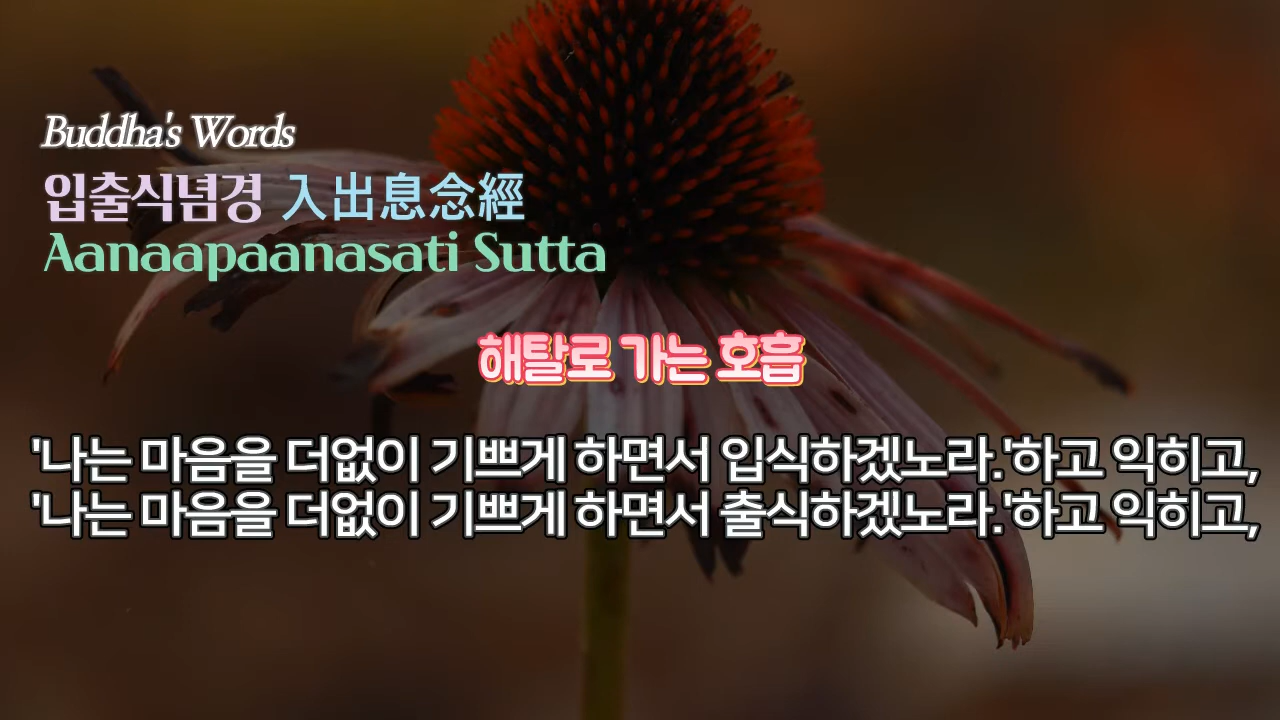 Buddha's Words
입출식념경 入出息念經
Aanaapaanasati Sutta
해탈로 가는 호흡
'나는 마음을 더없이 기쁘게 하면서 입식하겠노라.'하고 익히고,
'나는 마음을 더없이 기쁘게 하면서 출식하겠노라.'하고 익히고,